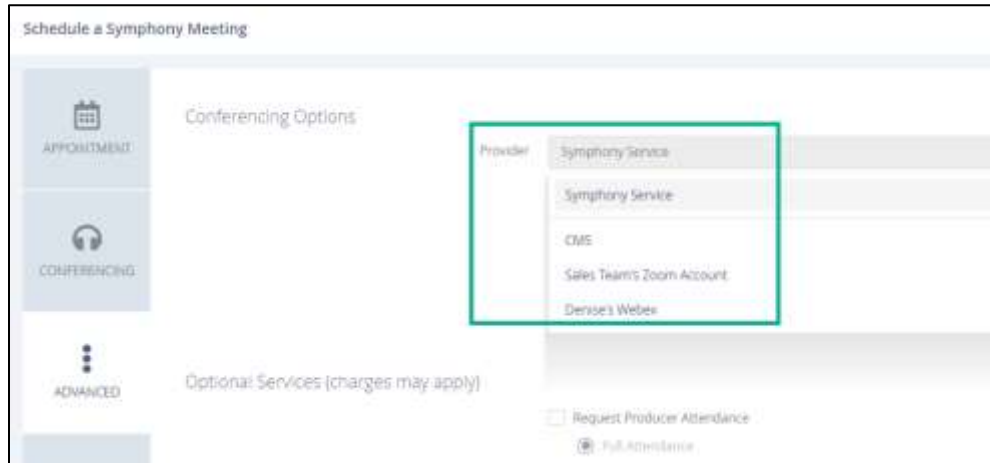 Schedule a Symphony Meeting
APPOINTMENT
Conferencing Options
Provider
Symphony Service
Symphony Service
CMS
Sales Team's Zoom Account
Denise's Webex
CONFERENCING
ADVANCED
Optional Services (charges may apply)
Request Producer Attendance
Full Attendance